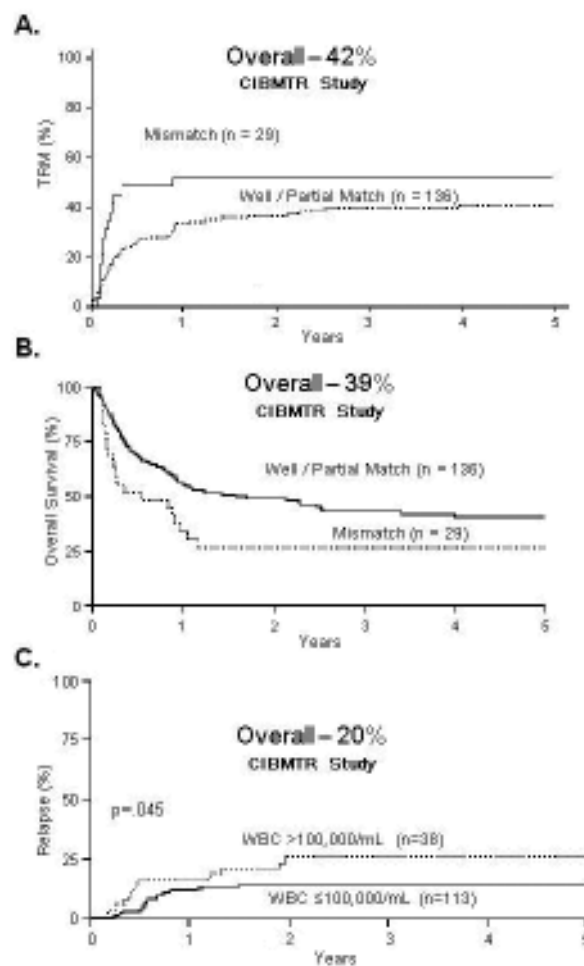 A.
Overall – 42%
CIBMTR Study
Mismatch (n = 29)
Well / Partial Match (n = 136)
TRM (%)
100
80
60
40
20
0
0 1 2 3 4 5
Years
B.
Overall – 39%
CIBMTR Study
Well / Partial Match (n = 136)
Mismatch (n = 29)
Overall Survival (%)
100
75
50
25
0
0 1 2 3 4 5
Years
C.
Overall – 20%
CIBMTR Study
p=.045
WBC >100,000/mL (n=38)
WBC ≤100,000/mL (n=113)
Relapse (%)
100
75
50
25
0
0 1 2 3 4 5
Years